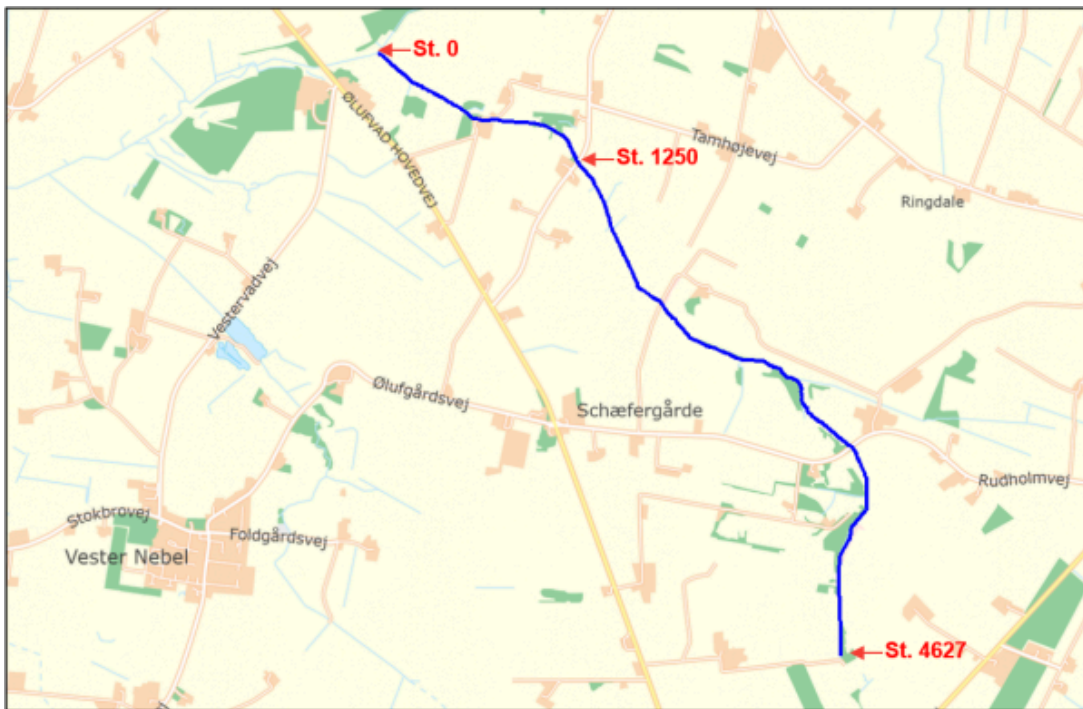 St. 0
ØLUFVAD HOVEDVEJ
Tamhøjevej
St. 1250
Ringdale
Vestervadvej
Ølufgårdsvej
Schæfergårde
Rudholmvej
Stokbrovej
Foldgårdsvej
Vester Nebel
St. 4627